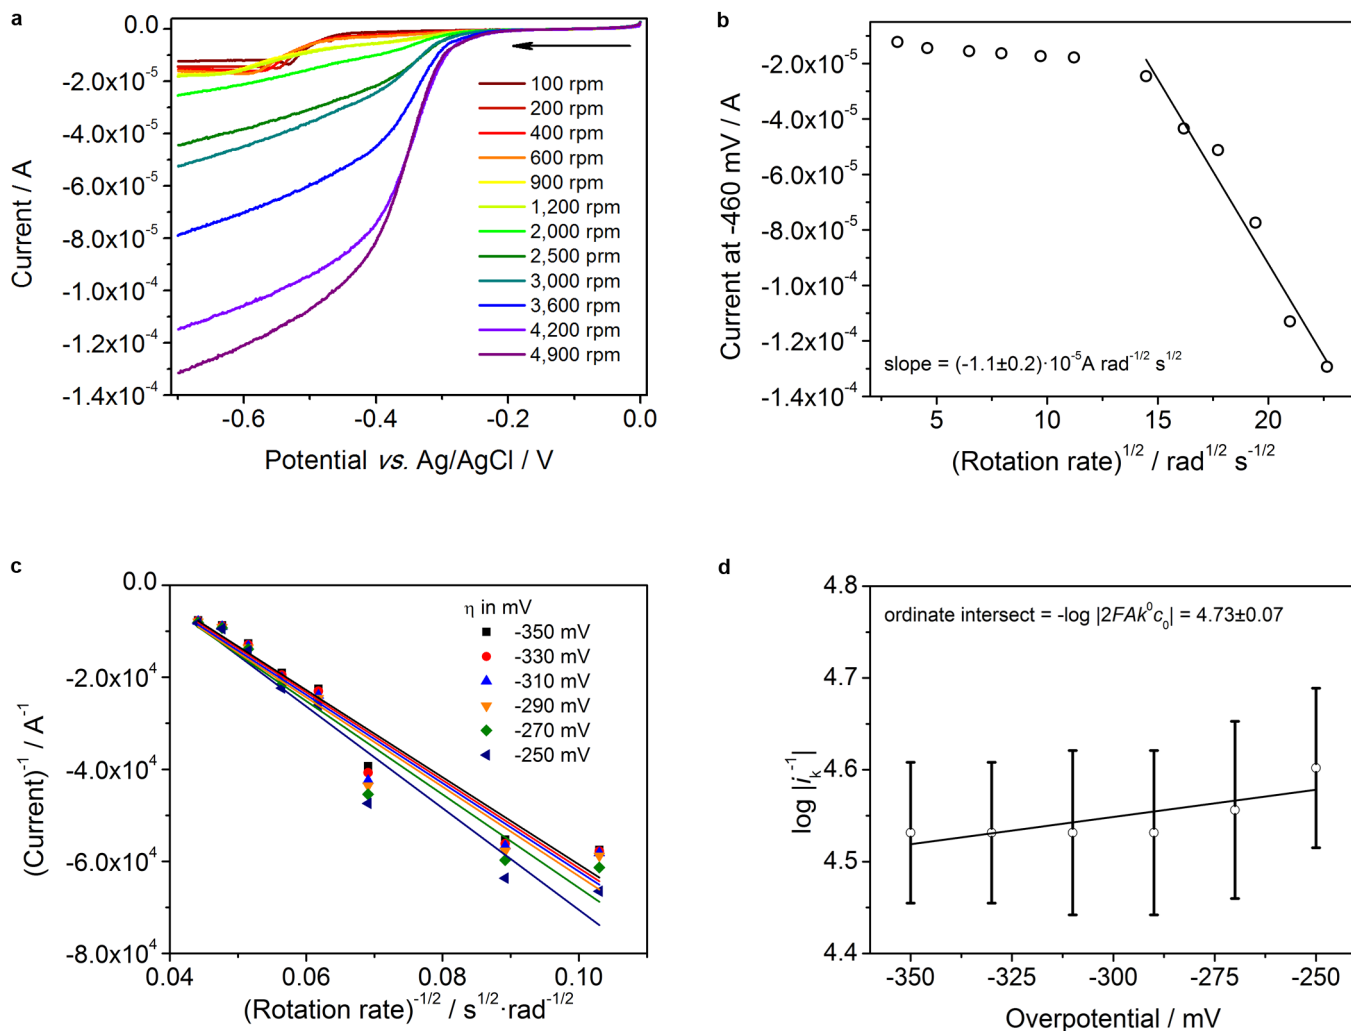 a
0.0
-2.0x10⁻⁵
-4.0x10⁻⁵
-6.0x10⁻⁵
-8.0x10⁻⁵
-1.0x10⁻⁴
-1.2x10⁻⁴
-1.4x10⁻⁴
Current / A
100 rpm
200 rpm
400 rpm
600 rpm
900 rpm
1,200 rpm
2,000 rpm
2,500 prm
3,000 rpm
3,600 rpm
4,200 rpm
4,900 rpm
-0.6 -0.4 -0.2 0.0
Potential vs. Ag/AgCl / V
b
-2.0x10⁻⁵
-4.0x10⁻⁵
-6.0x10⁻⁵
-8.0x10⁻⁵
-1.0x10⁻⁴
-1.2x10⁻⁴
-1.4x10⁻⁴
Current at -460 mV / A
slope = (-1.1±0.2)·10⁻⁵A rad⁻¹/² s¹/²
5 10 15 20
(Rotation rate)¹/² / rad¹/² s⁻¹/²
c
0.0
-2.0x10⁴
-4.0x10⁴
-6.0x10⁴
-8.0x10⁴
(Current)⁻¹ / A⁻¹
η in mV
-350 mV
-330 mV
-310 mV
-290 mV
-270 mV
-250 mV
0.04 0.06 0.08 0.10
(Rotation rate)⁻¹/² / s¹/²·rad⁻¹/²
d
4.8
4.7
4.6
4.5
4.4
log |iₖ⁻¹|
ordinate intersect = -log |2FAk⁰c₀| = 4.73±0.07
-350 -325 -300 -275 -250
Overpotential / mV